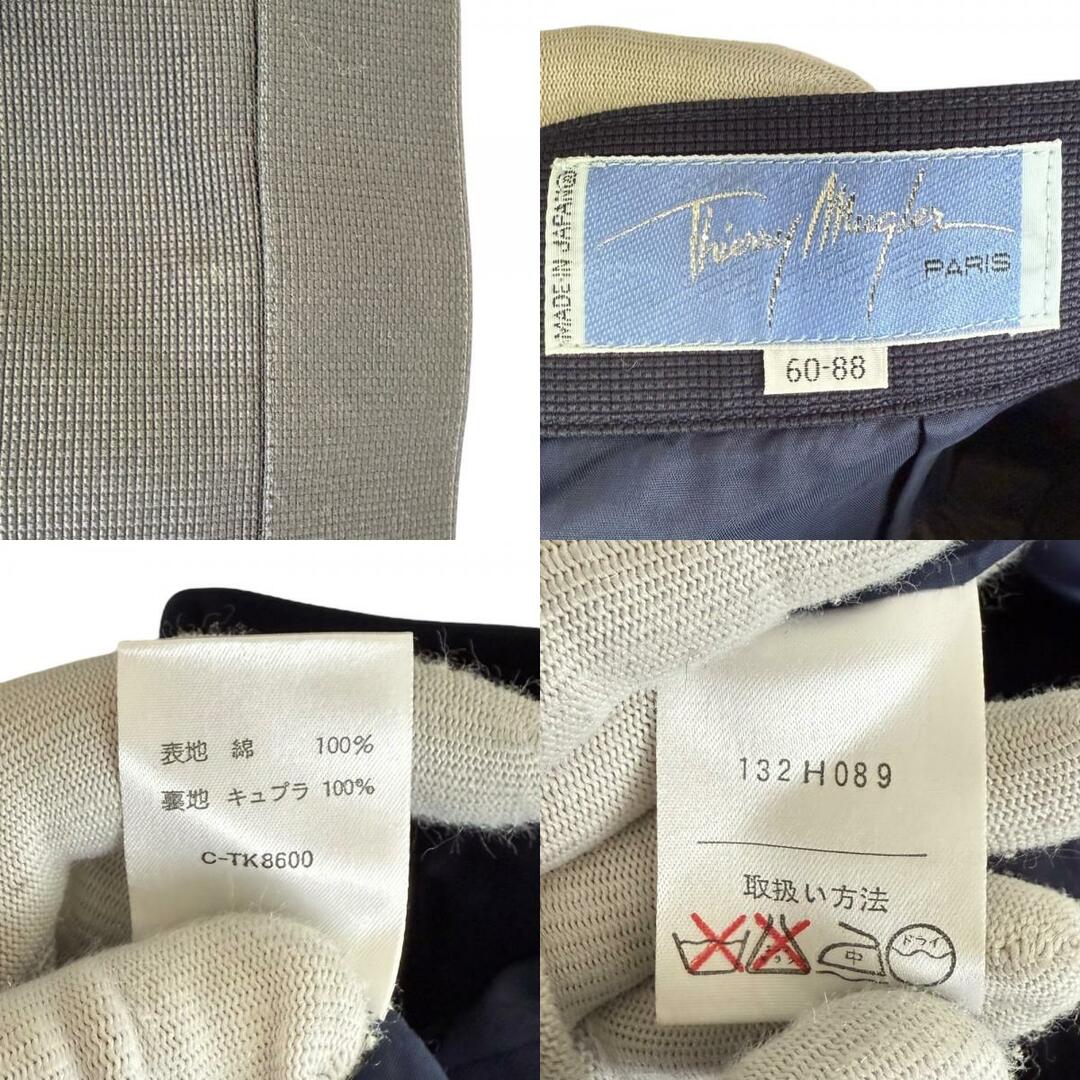 MADE IN JAPAN
Thierry Mugler
PARIS
60-88
表地 綿 100%
裏地 キュプラ 100%
C-TK8600
132H089
取扱い方法
中
ドライ